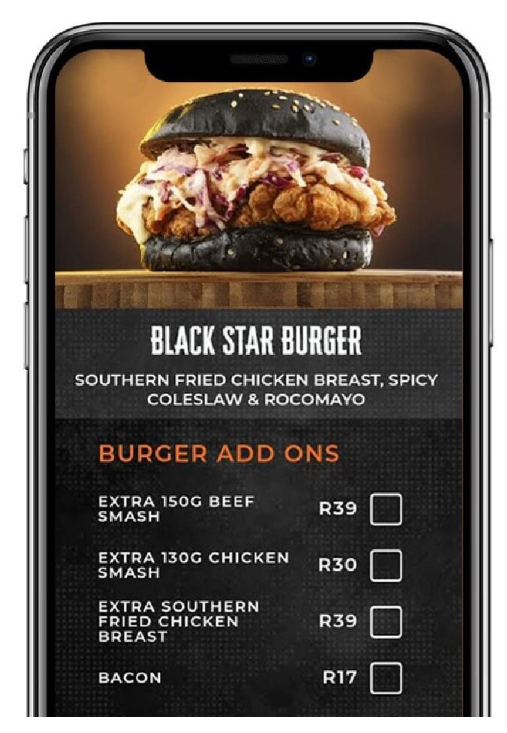 BLACK STAR BURGER
SOUTHERN FRIED CHICKEN BREAST, SPICY
COLESLAW & ROCOMAYO
BURGER ADD ONS
EXTRA 150G BEEF
SMASH
R39
EXTRA 130G CHICKEN
SMASH
R30
EXTRA SOUTHERN
FRIED CHICKEN
BREAST
R39
BACON
R17